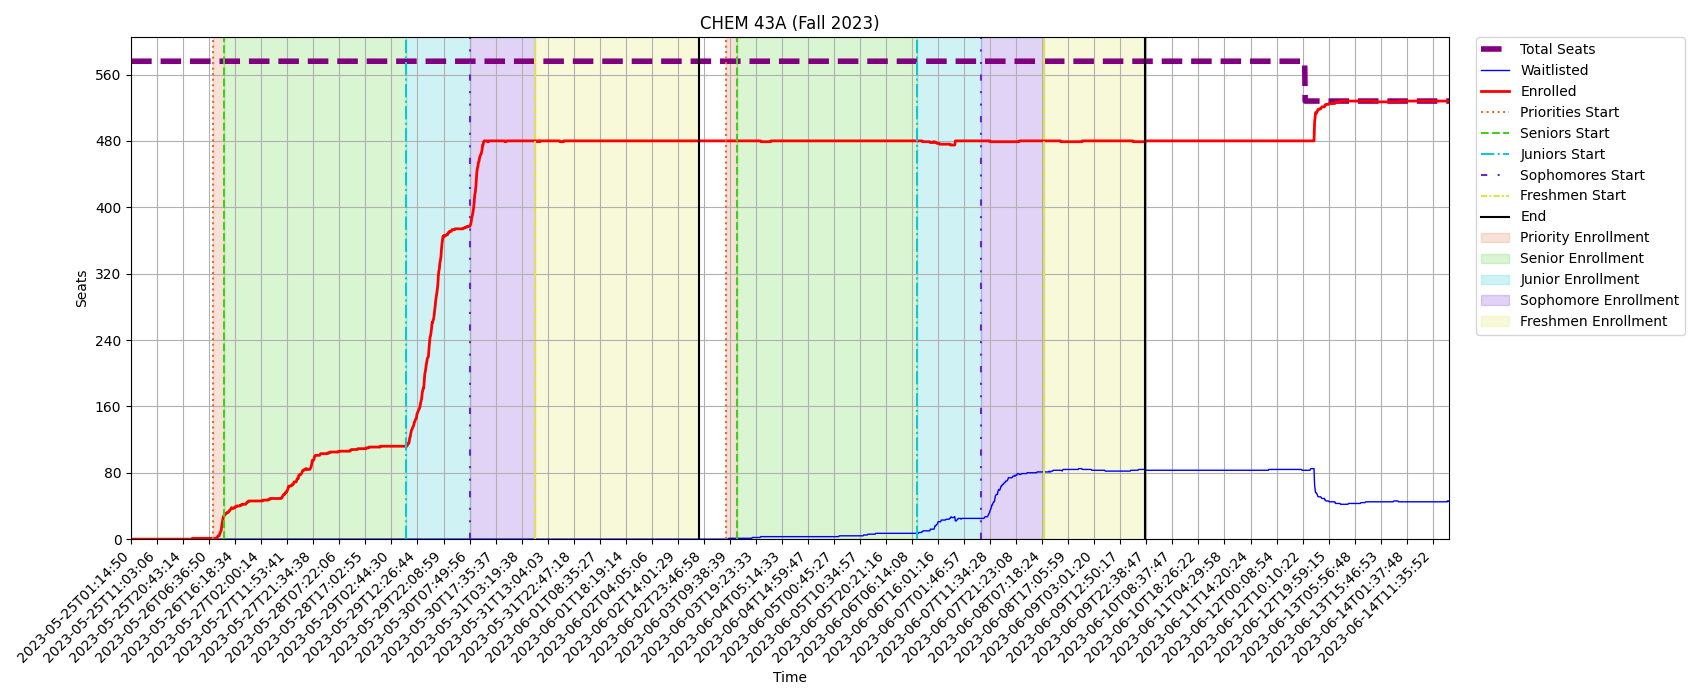 CHEM 43A (Fall 2023)
Seats
560
480
400
320
240
160
80
0
2023-05-25T01:14:50
2023-05-25T11:03:06
2023-05-25T20:43:14
2023-05-26T06:36:50
2023-05-26T16:18:34
2023-05-27T02:00:14
2023-05-27T11:53:41
2023-05-27T21:34:38
2023-05-28T07:22:06
2023-05-28T17:02:55
2023-05-29T02:44:30
2023-05-29T12:26:44
2023-05-29T22:08:59
2023-05-30T07:49:56
2023-05-30T17:35:37
2023-05-31T03:19:38
2023-05-31T13:04:03
2023-05-31T22:47:18
2023-06-01T08:35:27
2023-06-01T18:19:14
2023-06-02T04:05:06
2023-06-02T14:01:29
2023-06-02T23:46:58
2023-06-03T09:38:39
2023-06-03T19:23:33
2023-06-04T05:14:33
2023-06-04T14:59:47
2023-06-05T00:45:27
2023-06-05T10:34:57
2023-06-05T20:21:16
2023-06-06T06:14:08
2023-06-06T16:01:16
2023-06-07T01:46:57
2023-06-07T11:34:28
2023-06-07T21:23:08
2023-06-08T07:18:24
2023-06-08T17:05:59
2023-06-09T03:01:20
2023-06-09T12:50:17
2023-06-09T22:38:47
2023-06-10T08:37:47
2023-06-10T18:26:22
2023-06-11T04:29:58
2023-06-11T14:20:24
2023-06-12T00:08:54
2023-06-12T10:10:22
2023-06-12T19:59:15
2023-06-13T05:56:48
2023-06-13T15:46:53
2023-06-14T01:37:48
2023-06-14T11:35:52
Time
Total Seats
Waitlisted
Enrolled
Priorities Start
Seniors Start
Juniors Start
Sophomores Start
Freshmen Start
End
Priority Enrollment
Senior Enrollment
Junior Enrollment
Sophomore Enrollment
Freshmen Enrollment